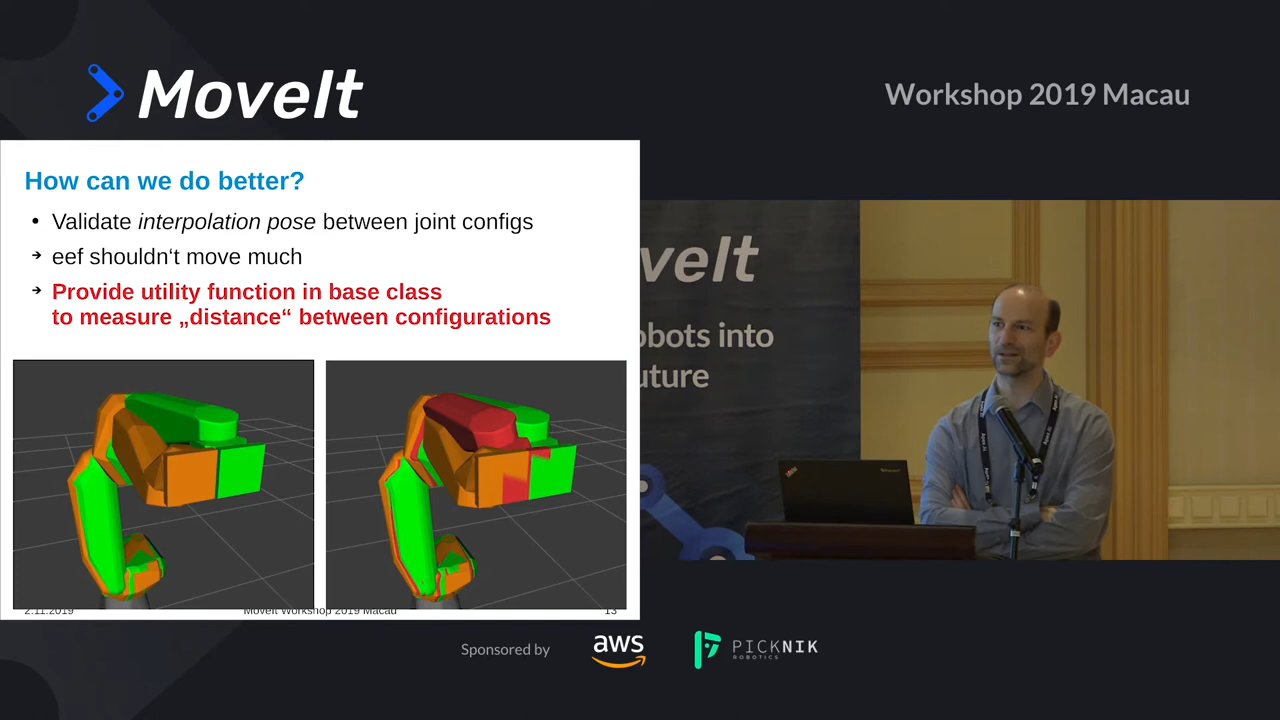 MoveIt
Workshop 2019 Macau
How can we do better?
• Validate interpolation pose between joint configs
➔ eef shouldn‘t move much
➔ Provide utility function in base class
to measure „distance“ between configurations
2.11.2019
MoveIt Workshop 2019 Macau
13
veIt
obots into
uture
Sponsored by
aws
PICKNIK
ROBOTICS